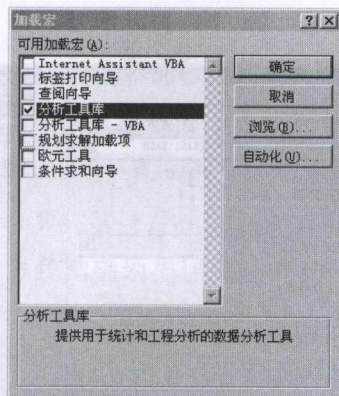 加载宏
可用加载宏(A):
Internet Assistant VBA
标签打印向导
查阅向导
分析工具库
分析工具库 - VBA
规划求解加载项
欧元工具
条件求和向导
确定
取消
浏览(B)...
自动化(U)...
分析工具库
提供用于统计和工程分析的数据分析工具